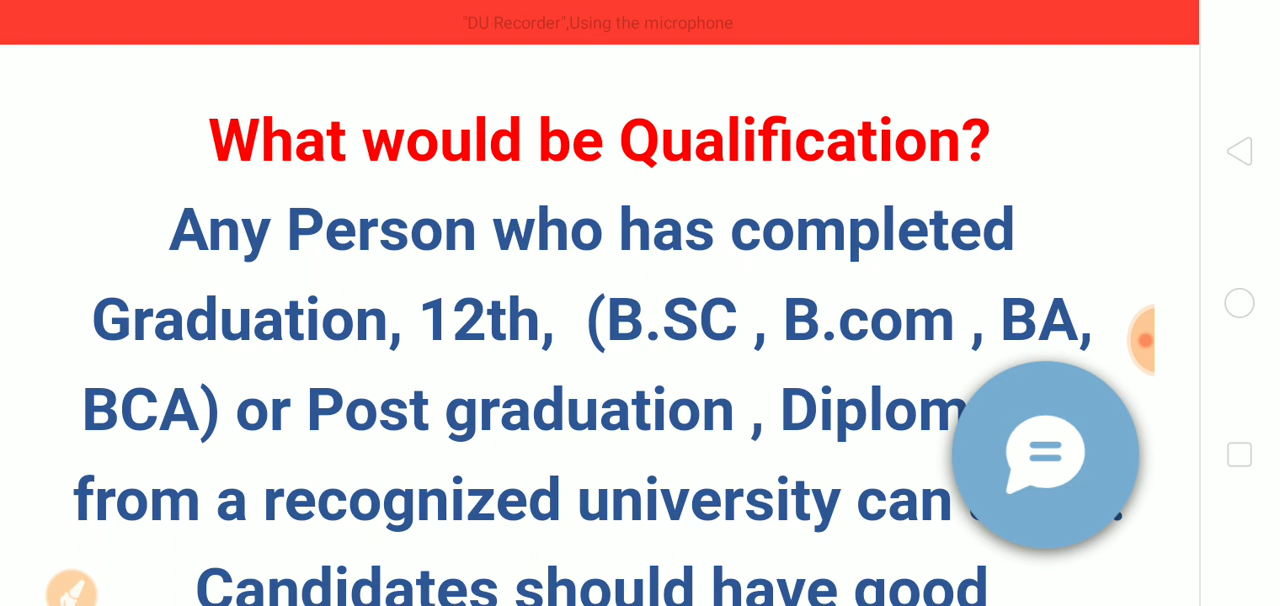 "DU Recorder",Using the microphone
What would be Qualification?
Any Person who has completed
Graduation, 12th,  (B.SC , B.com , BA,
BCA) or Post graduation ,
from a recognized university can
Candidates should have good